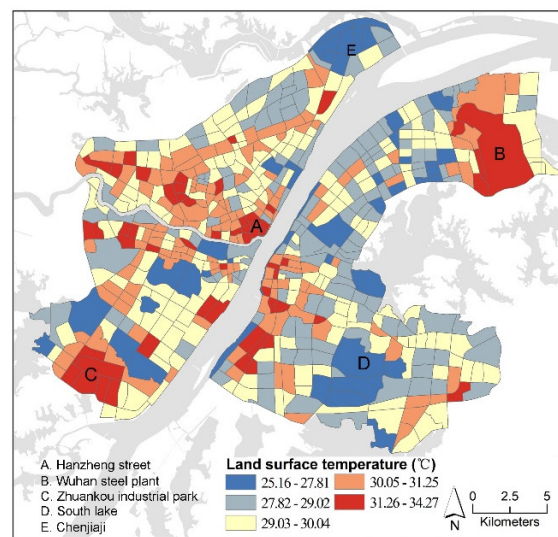 E
B
A
C
D
A. Hanzheng street
B. Wuhan steel plant
C. Zhuankou industrial park
D. South lake
E. Chenjiaji
Land surface temperature (℃)
25.16 - 27.81
27.82 - 29.02
29.03 - 30.04
30.05 - 31.25
31.26 - 34.27
N
0 2.5 5
Kilometers